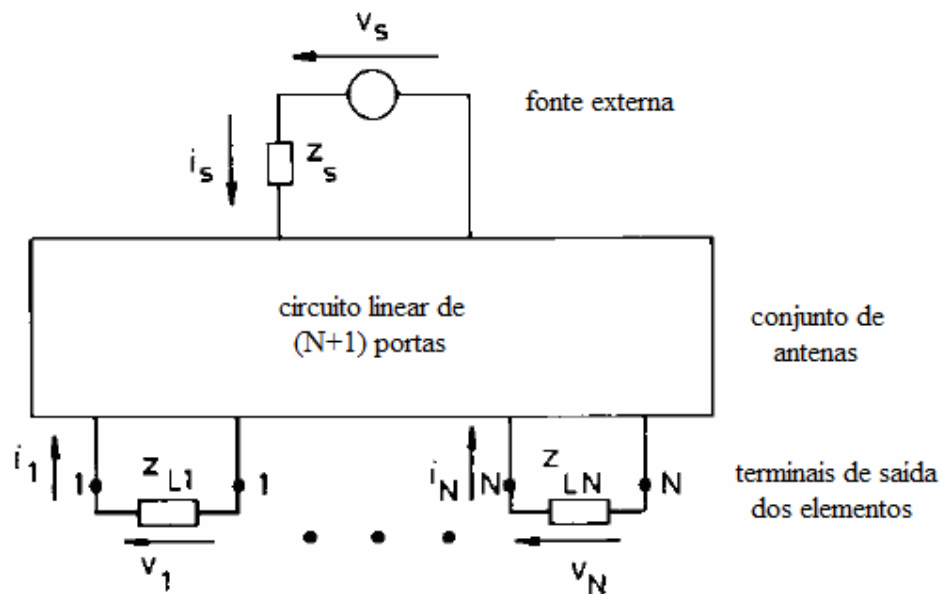 v_s
fonte externa
i_s
z_s
circuito linear de
(N+1) portas
conjunto de
antenas
i_1
1
z_L1
1
i_N
N
z_LN
N
terminais de saída
dos elementos
v_1
v_N